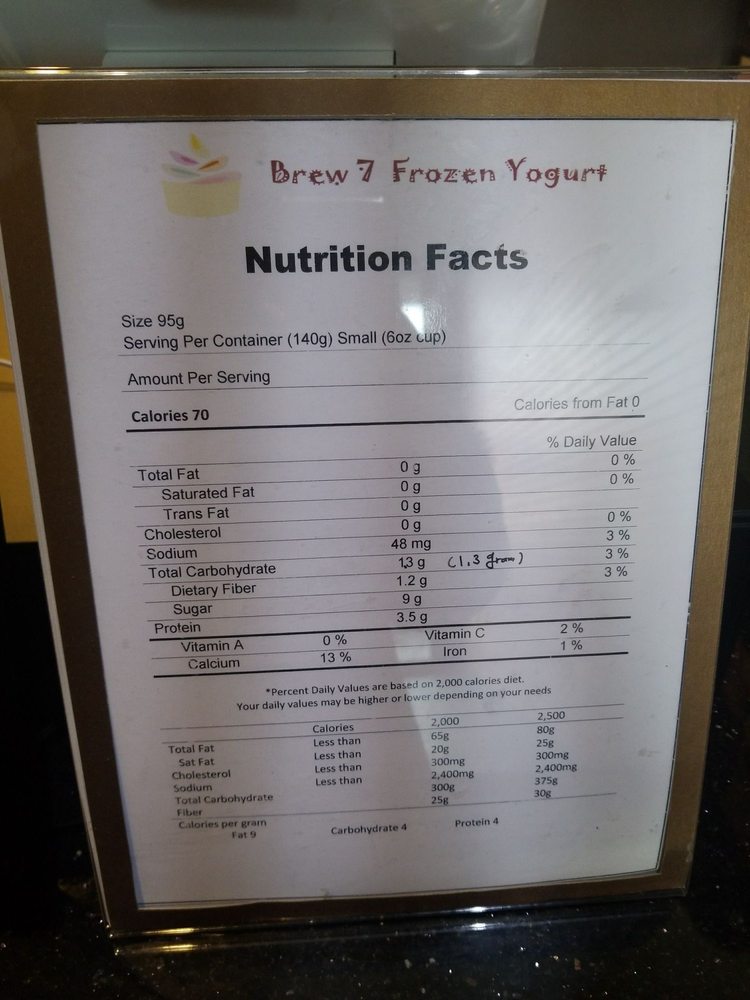 Brew 7 Frozen Yogurt
Nutrition Facts
Size 95g
Serving Per Container (140g) Small (6oz cup)
Amount Per Serving
Calories 70 Calories from Fat 0
% Daily Value
Total Fat 0 g 0 %
Saturated Fat 0 g 0 %
Trans Fat 0 g
Cholesterol 0 g 0 %
Sodium 48 mg 3 %
Total Carbohydrate 1,3 g (1.3 gram) 3 %
Dietary Fiber 1.2 g 3 %
Sugar 9 g
Protein 3.5 g
Vitamin A 0 % Vitamin C 2 %
Calcium 13 % Iron 1 %
*Percent Daily Values are based on 2,000 calories diet.
Your daily values may be higher or lower depending on your needs
Calories 2,000 2,500
Total Fat Less than 65g 80g
Sat Fat Less than 20g 25g
Cholesterol Less than 300mg 300mg
Sodium Less than 2,400mg 2,400mg
Total Carbohydrate 300g 375g
Fiber 25g 30g
Calories per gram
Fat 9 Carbohydrate 4 Protein 4